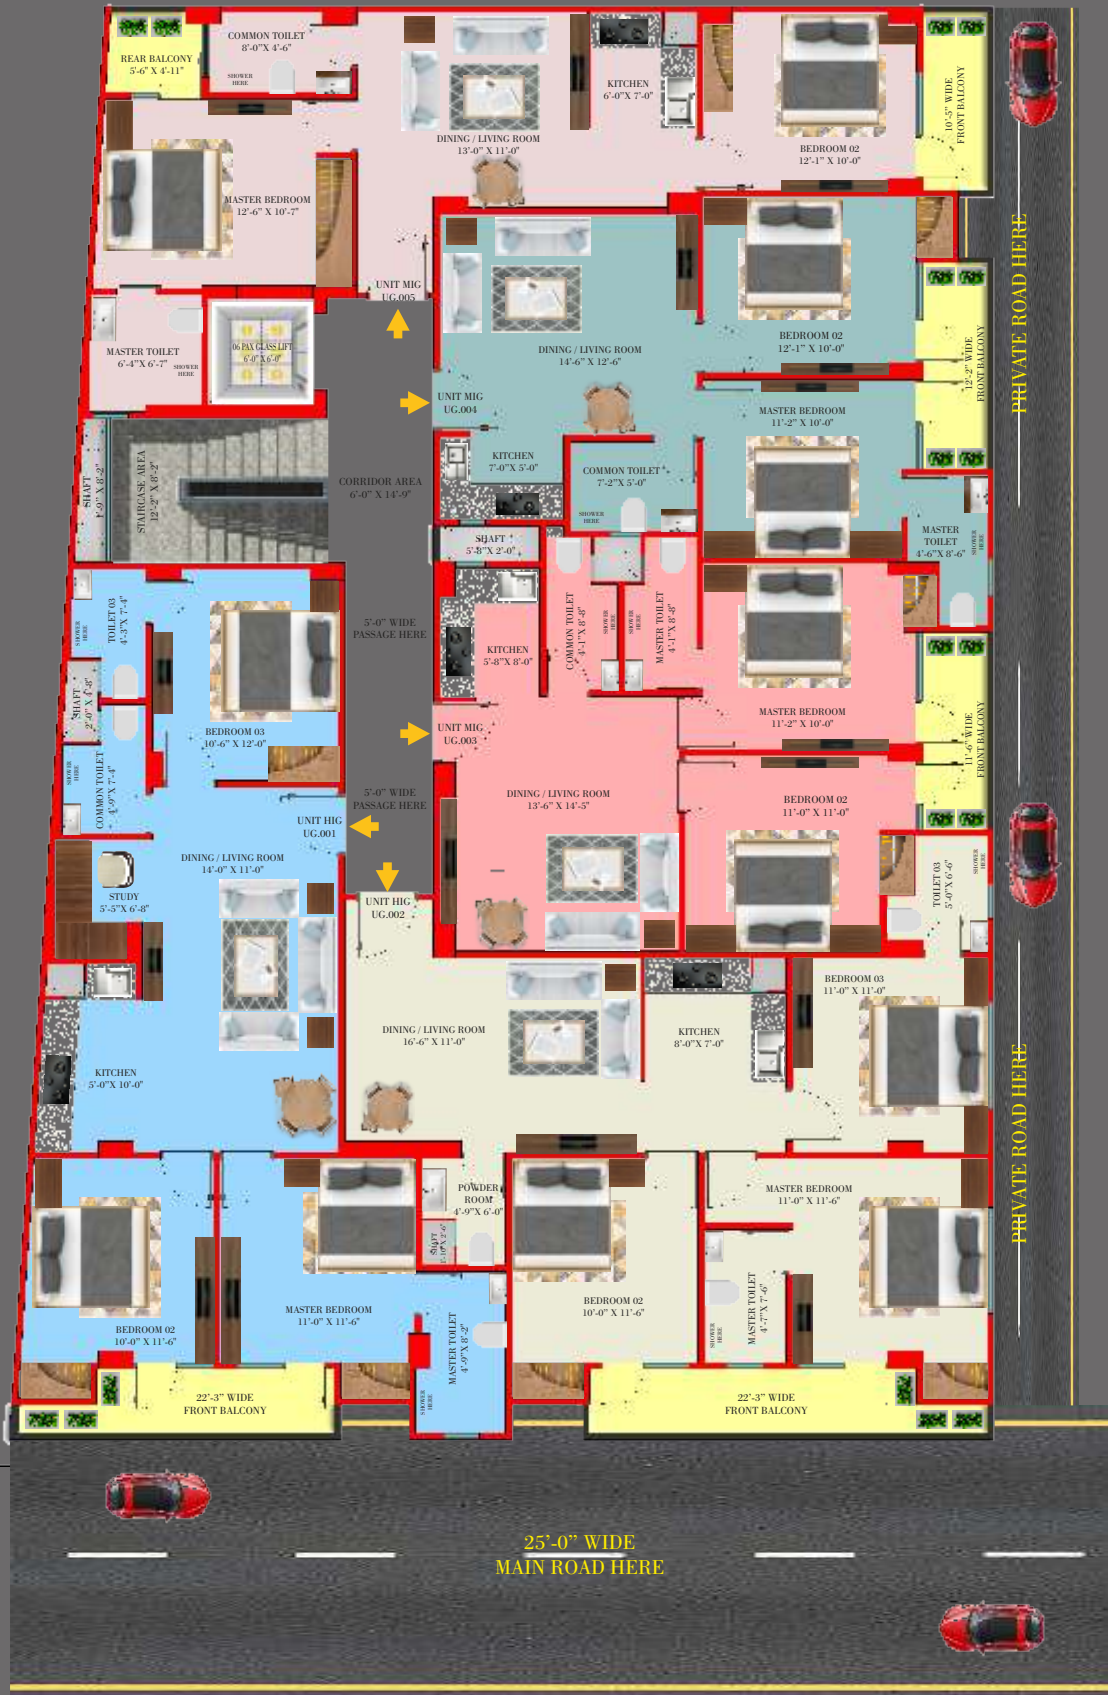 COMMON TOILET
8'-0"X 4'-6"
SHOWER
HERE
REAR BALCONY
5'-6" X 4'-11"
KITCHEN
6'-0"X 7'-0"
DINING / LIVING ROOM
13'-0" X 11'-0"
BEDROOM 02
12'-1" X 10'-0"
10'-5" WIDE
FRONT BALCONY
MASTER BEDROOM
12'-6" X 10'-7"
UNIT MIG
UG.005
MASTER TOILET
6'-4"X 6'-7"
SHOWER
HERE
06 PAX GLASS LIFT
6'-0" X 6'-0"
DINING / LIVING ROOM
14'-6" X 12'-6"
BEDROOM 02
12'-1" X 10'-0"
12'-2" WIDE
FRONT BALCONY
PRIVATE ROAD HERE
UNIT MIG
UG.004
MASTER BEDROOM
11'-2" X 10'-0"
KITCHEN
7'-0"X 5'-0"
COMMON TOILET
7'-2"X 5'-0"
SHOWER
HERE
CORRIDOR AREA
6'-0" X 14'-9"
SHAFT
1'-9" X 8'-2"
STAIRCASE AREA
12'-2" X 8'-2"
MASTER
TOILET
4'-6"X 8'-6"
SHOWER
HERE
SHAFT
5'-8"X 2'-0"
TOILET 03
4'-3"X 7'-4"
SHOWER
HERE
5'-0" WIDE
PASSAGE HERE
KITCHEN
5'-8"X 8'-0"
COMMON TOILET
4'-1"X 8'-8"
SHOWER
HERE
SHOWER
HERE
MASTER TOILET
4'-1"X 8'-8"
MASTER BEDROOM
11'-2" X 10'-0"
SHAFT
2'-0" X 4'-8"
BEDROOM 03
10'-6" X 12'-0"
UNIT MIG
UG.003
11'-6" WIDE
FRONT BALCONY
SHOWER
HERE
COMMON TOILET
4'-9"X 7'-4"
5'-0" WIDE
PASSAGE HERE
DINING / LIVING ROOM
13'-6" X 14'-5"
BEDROOM 02
11'-0" X 11'-0"
UNIT HIG
UG.001
DINING / LIVING ROOM
14'-0" X 11'-0"
STUDY
5'-5"X 6'-8"
UNIT HIG
UG.002
TOILET 03
5'-0"X 6'-6"
SHOWER
HERE
BEDROOM 03
11'-0" X 11'-0"
DINING / LIVING ROOM
16'-6" X 11'-0"
KITCHEN
8'-0"X 7'-0"
KITCHEN
5'-0"X 10'-0"
PRIVATE ROAD HERE
POWDER
ROOM
4'-9"X 6'-0"
SHAFT
1'-10"X 2'-6"
MASTER BEDROOM
11'-0" X 11'-6"
BEDROOM 02
10'-0" X 11'-6"
MASTER BEDROOM
11'-0" X 11'-6"
BEDROOM 02
10'-0" X 11'-6"
MASTER TOILET
4'-9"X 8'-2"
SHOWER
HERE
SHOWER
HERE
MASTER TOILET
4'-7"X 7'-6"
22'-3" WIDE
FRONT BALCONY
22'-3" WIDE
FRONT BALCONY
25'-0" WIDE
MAIN ROAD HERE